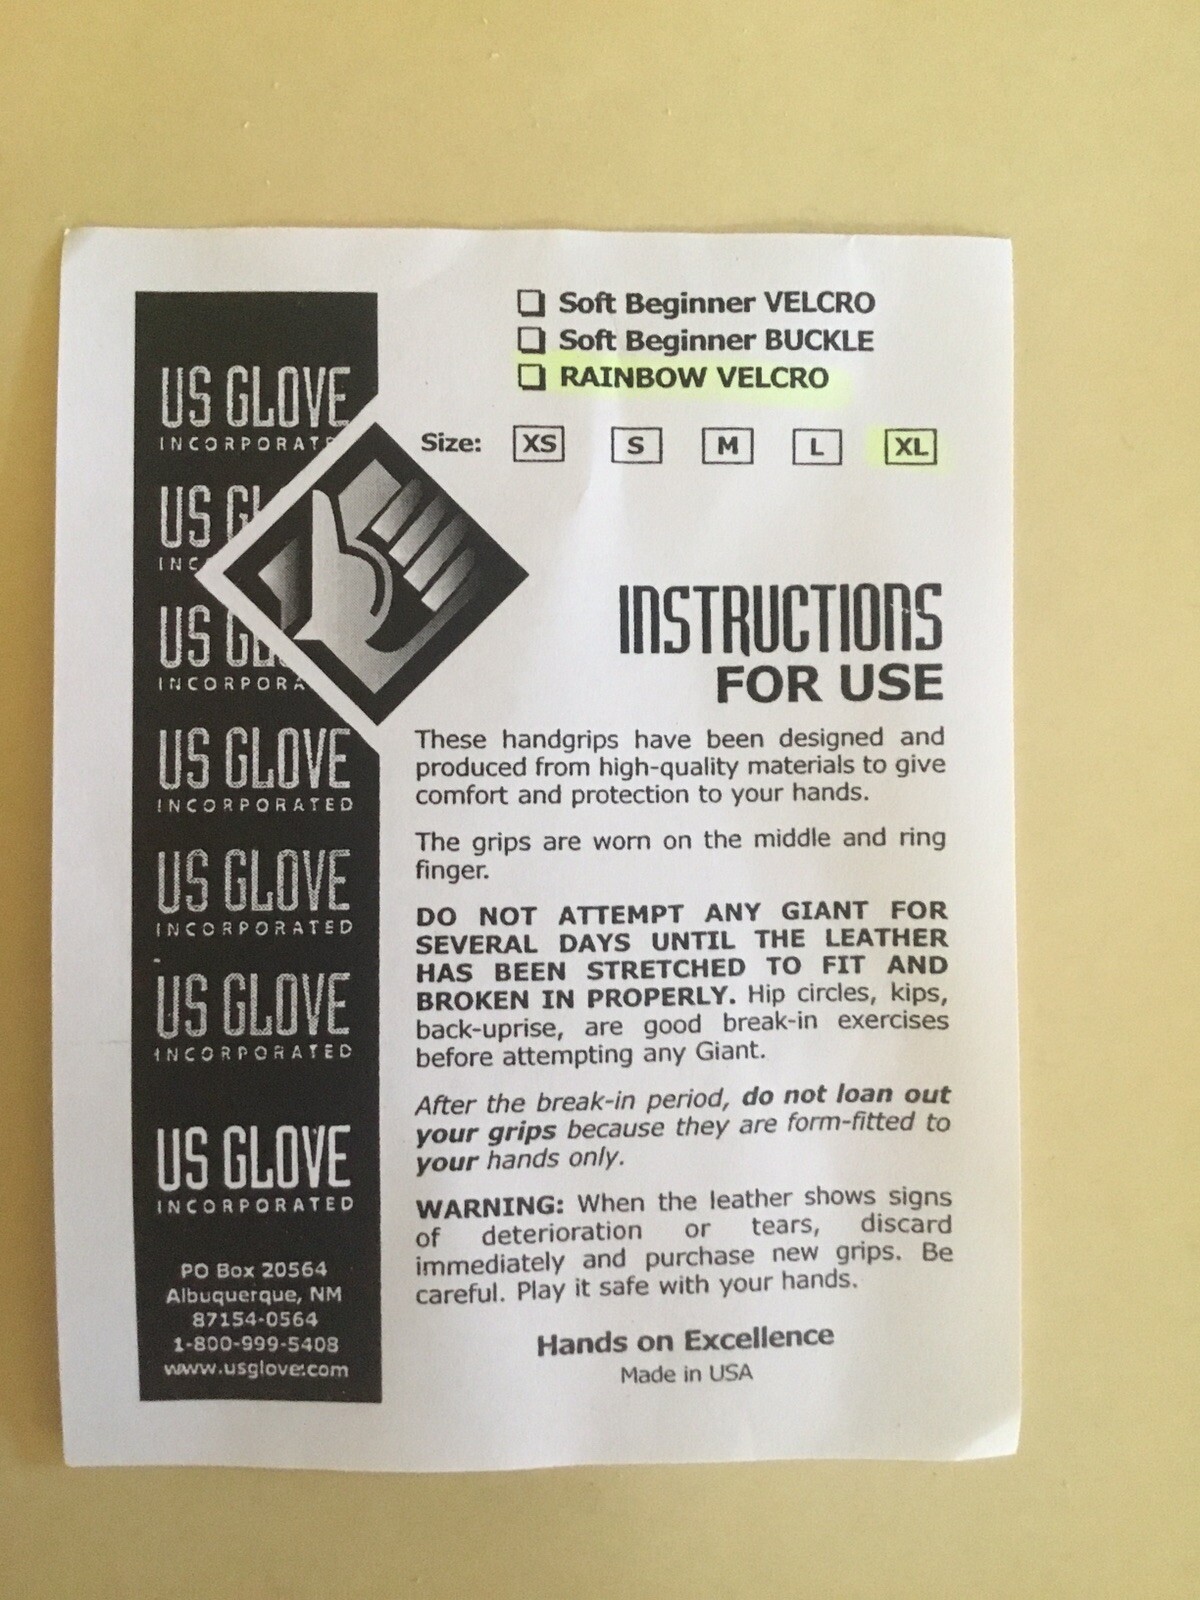 US GLOVE
INCORPORATE
US GL
INC
US GL
INCORPORA
US GLOVE
INCORPORATED
US GLOVE
INCORPORATED
US GLOVE
INCORPORATED
US GLOVE
INCORPORATED
PO Box 20564
Albuquerque, NM
87154-0564
1-800-999-5408
www.usglove.com
Soft Beginner VELCRO
Soft Beginner BUCKLE
RAINBOW VELCRO
Size: XS S M L XL
INSTRUCTIONS
FOR USE
These handgrips have been designed and
produced from high-quality materials to give
comfort and protection to your hands.
The grips are worn on the middle and ring
finger.
DO NOT ATTEMPT ANY GIANT FOR
SEVERAL DAYS UNTIL THE LEATHER
HAS BEEN STRETCHED TO FIT AND
BROKEN IN PROPERLY. Hip circles, kips,
back-uprise, are good break-in exercises
before attempting any Giant.
After the break-in period, do not loan out
your grips because they are form-fitted to
your hands only.
WARNING: When the leather shows signs
of deterioration or tears, discard
immediately and purchase new grips. Be
careful. Play it safe with your hands.
Hands on Excellence
Made in USA